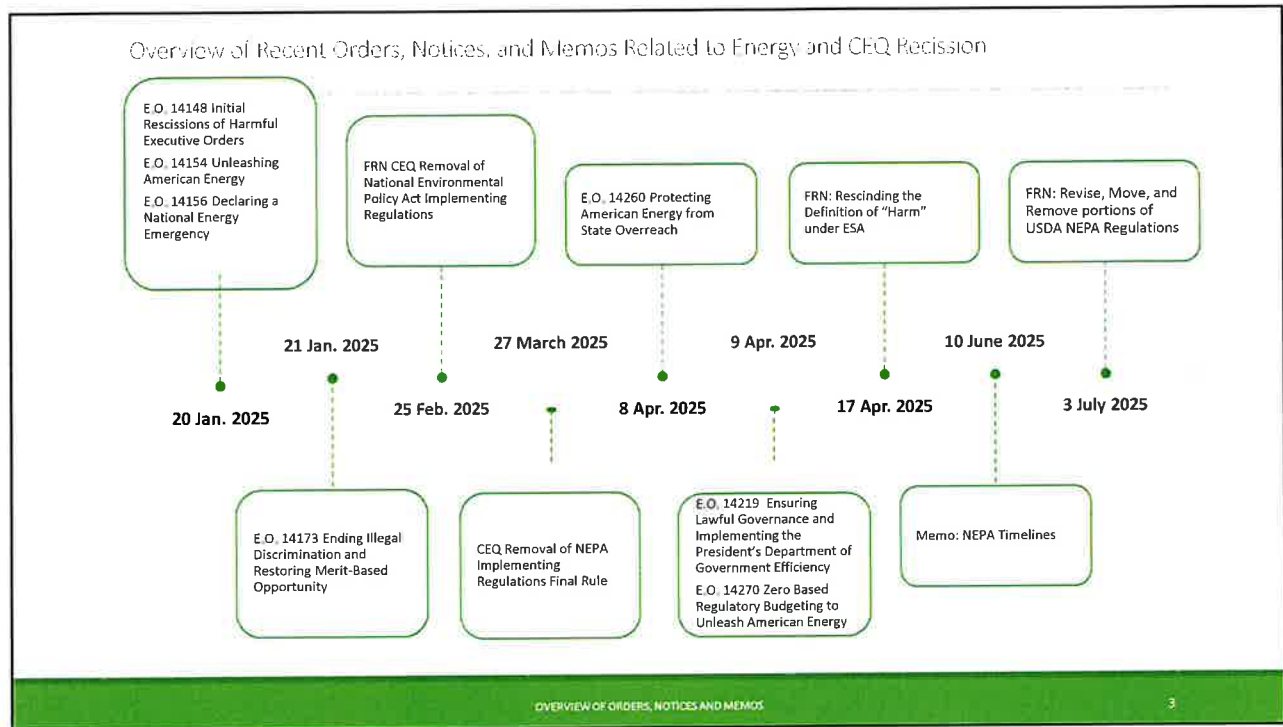 Overview of Recent Orders, Notices, and Memos Related to Energy and CEQ Recission
E.O. 14148 Initial
Rescissions of Harmful
Executive Orders
E.O. 14154 Unleashing
American Energy
E.O. 14156 Declaring a
National Energy
Emergency
FRN CEQ Removal of
National Environmental
Policy Act Implementing
Regulations
E.O. 14260 Protecting
American Energy from
State Overreach
FRN: Rescinding the
Definition of "Harm"
under ESA
FRN: Revise, Move, and
Remove portions of
USDA NEPA Regulations
21 Jan. 2025
27 March 2025
9 Apr. 2025
10 June 2025
20 Jan. 2025
25 Feb. 2025
8 Apr. 2025
17 Apr. 2025
3 July 2025
E.O. 14173 Ending Illegal
Discrimination and
Restoring Merit-Based
Opportunity
CEQ Removal of NEPA
Implementing
Regulations Final Rule
E.O. 14219 Ensuring
Lawful Governance and
Implementing the
President's Department of
Government Efficiency
E.O. 14270 Zero Based
Regulatory Budgeting to
Unleash American Energy
Memo: NEPA Timelines
OVERVIEW OF ORDERS, NOTICES AND MEMOS
3